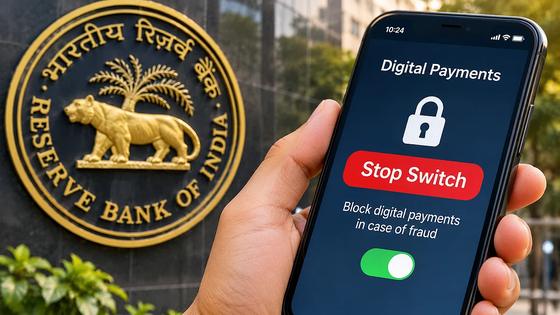 भारतीय रिज़र्व बैंक
RESERVE BANK OF INDIA
10:24
Digital Payments
Stop Switch
Block digital payments
in case of fraud